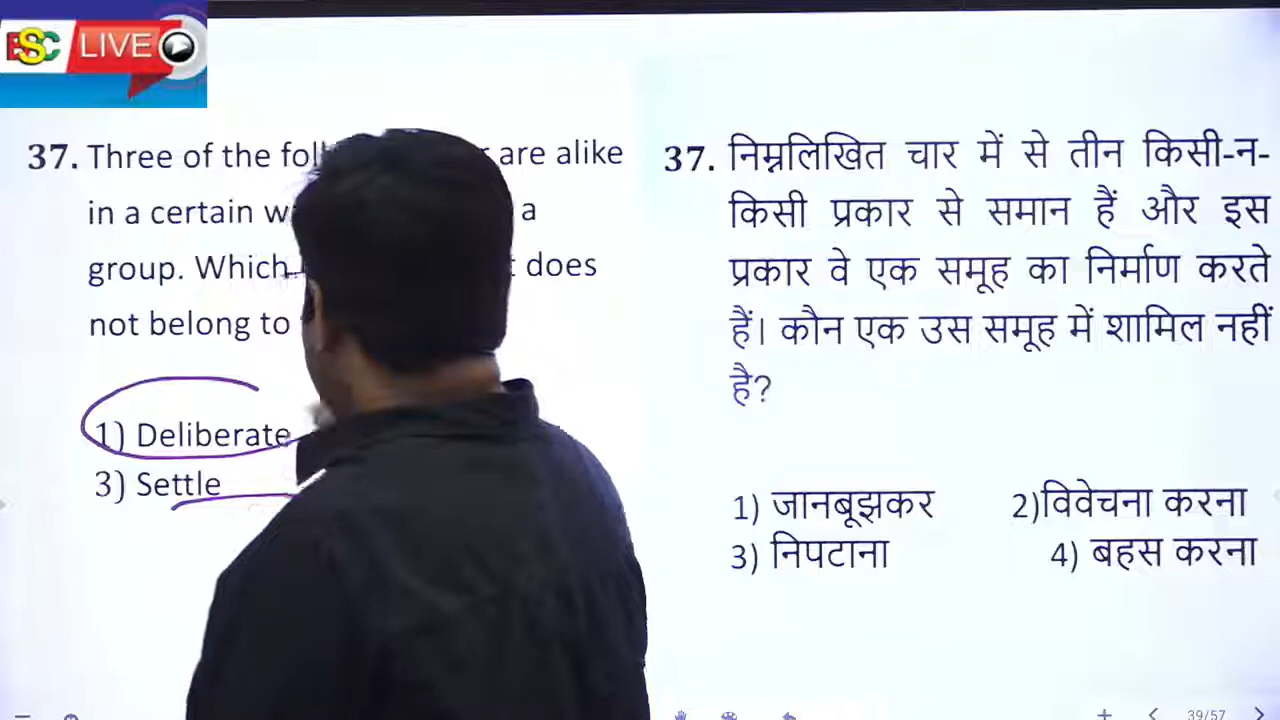 BSC LIVE
37. Three of the are alike
in a certain a
group. Which does
not belong to
1) Deliberate
3) Settle
37. निम्नलिखित चार में से तीन किसी-न-
किसी प्रकार से समान हैं और इस
प्रकार वे एक समूह का निर्माण करते
हैं। कौन एक उस समूह में शामिल नहीं
है?
1) जानबूझकर 2)विवेचना करना
3) निपटाना 4) बहस करना
39/57